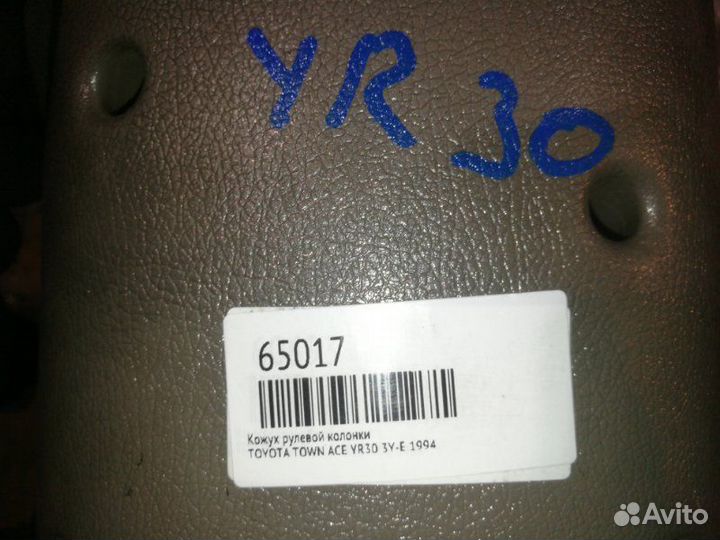 YR 30
65017
Кожух рулевой колонки
TOYOTA TOWN ACE YR30 3Y-E 1994
Avito